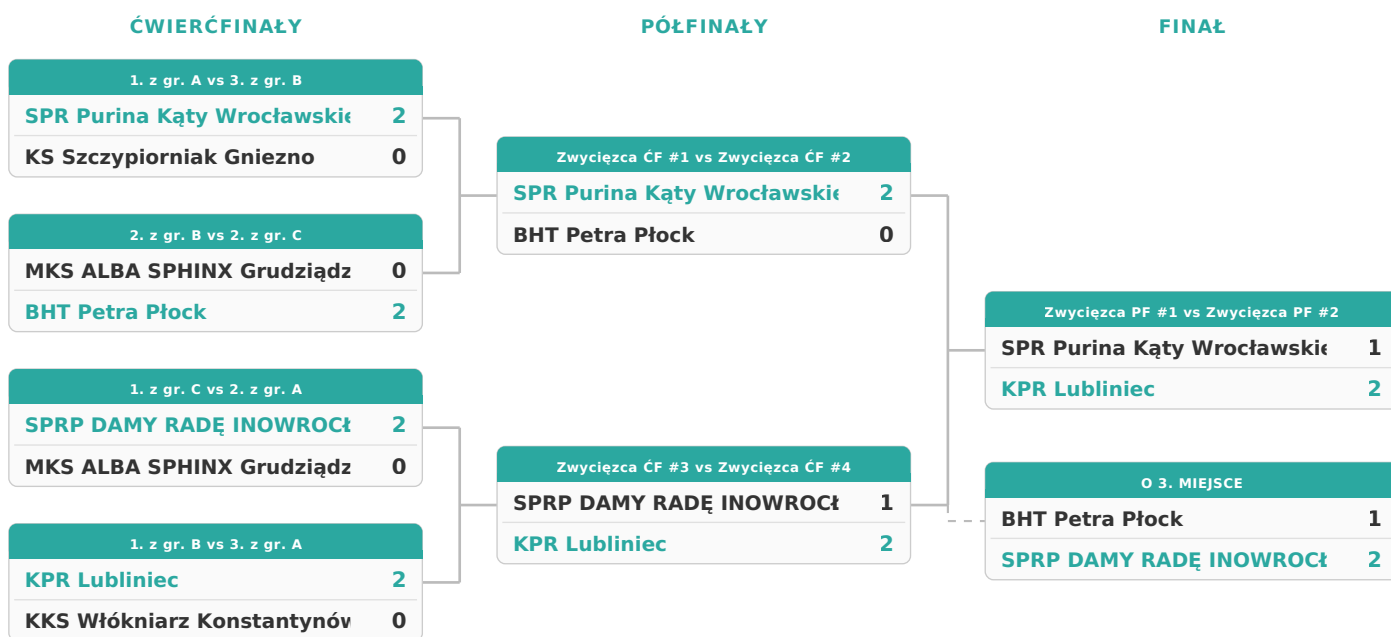 ĆWIERĆFINAŁY
PÓŁFINAŁY
FINAŁ
1. z gr. A vs 3. z gr. B
SPR Purina Kąty Wrocławskie 2
KS Szczypiorniak Gniezno 0
2. z gr. B vs 2. z gr. C
MKS ALBA SPHINX Grudziądz 0
BHT Petra Płock 2
1. z gr. C vs 2. z gr. A
SPRP DAMY RADĘ INOWROCŁ 2
MKS ALBA SPHINX Grudziądz 0
1. z gr. B vs 3. z gr. A
KPR Lubliniec 2
KKS Włókniarz Konstantynów 0
Zwycięzca ĆF #1 vs Zwycięzca ĆF #2
SPR Purina Kąty Wrocławskie 2
BHT Petra Płock 0
Zwycięzca ĆF #3 vs Zwycięzca ĆF #4
SPRP DAMY RADĘ INOWROCŁ 1
KPR Lubliniec 2
Zwycięzca PF #1 vs Zwycięzca PF #2
SPR Purina Kąty Wrocławskie 1
KPR Lubliniec 2
O 3. MIEJSCE
BHT Petra Płock 1
SPRP DAMY RADĘ INOWROCŁ 2